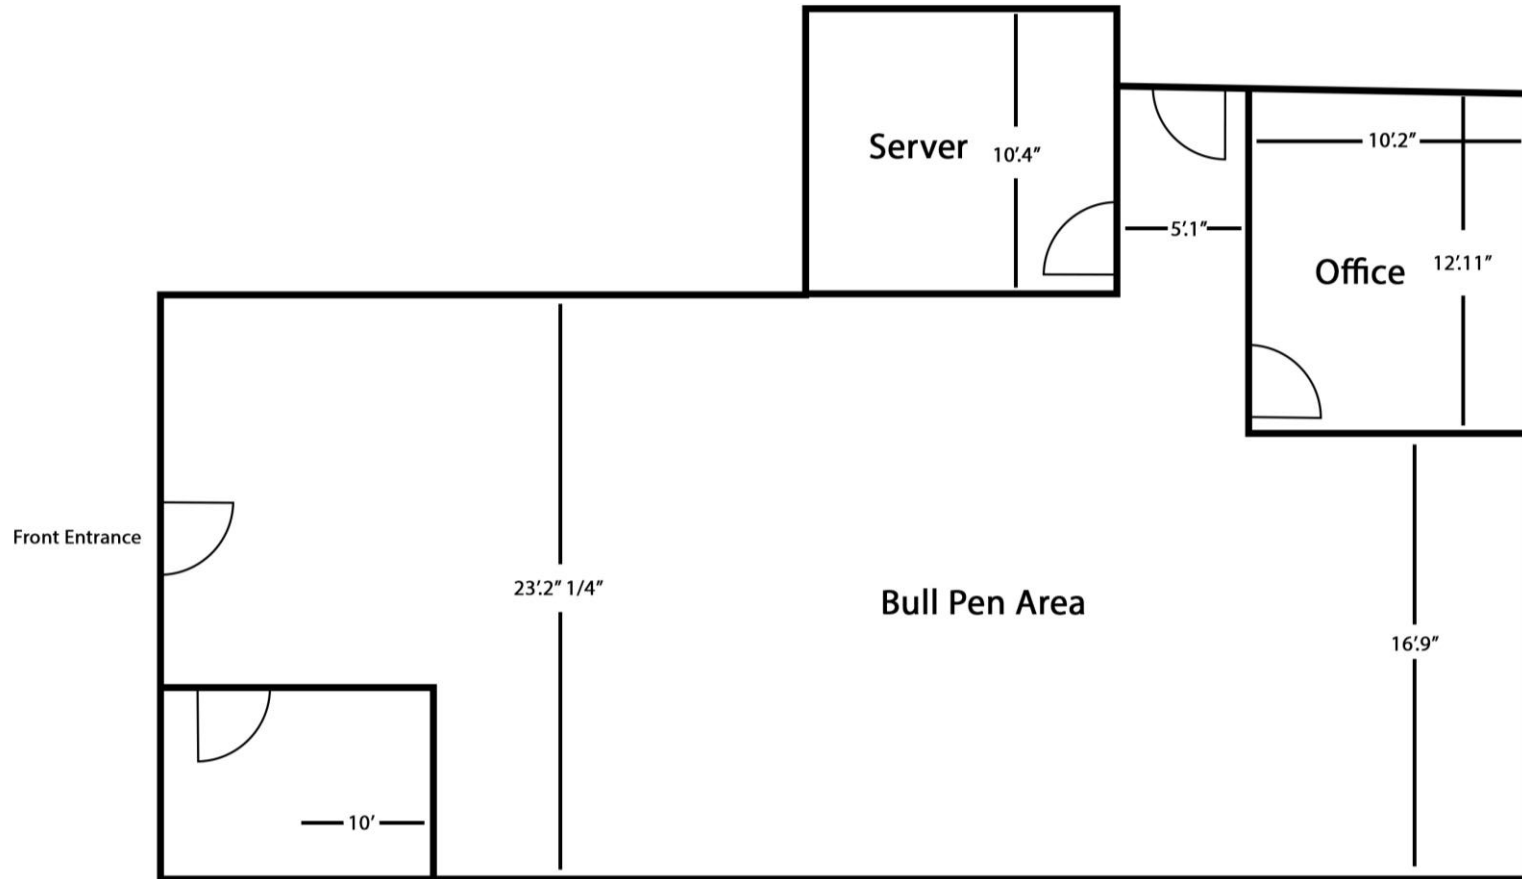 Server
10'.4"
10'.2"
5'.1"
Office
12'.11"
Front Entrance
23'.2" 1/4"
Bull Pen Area
16'.9"
10'